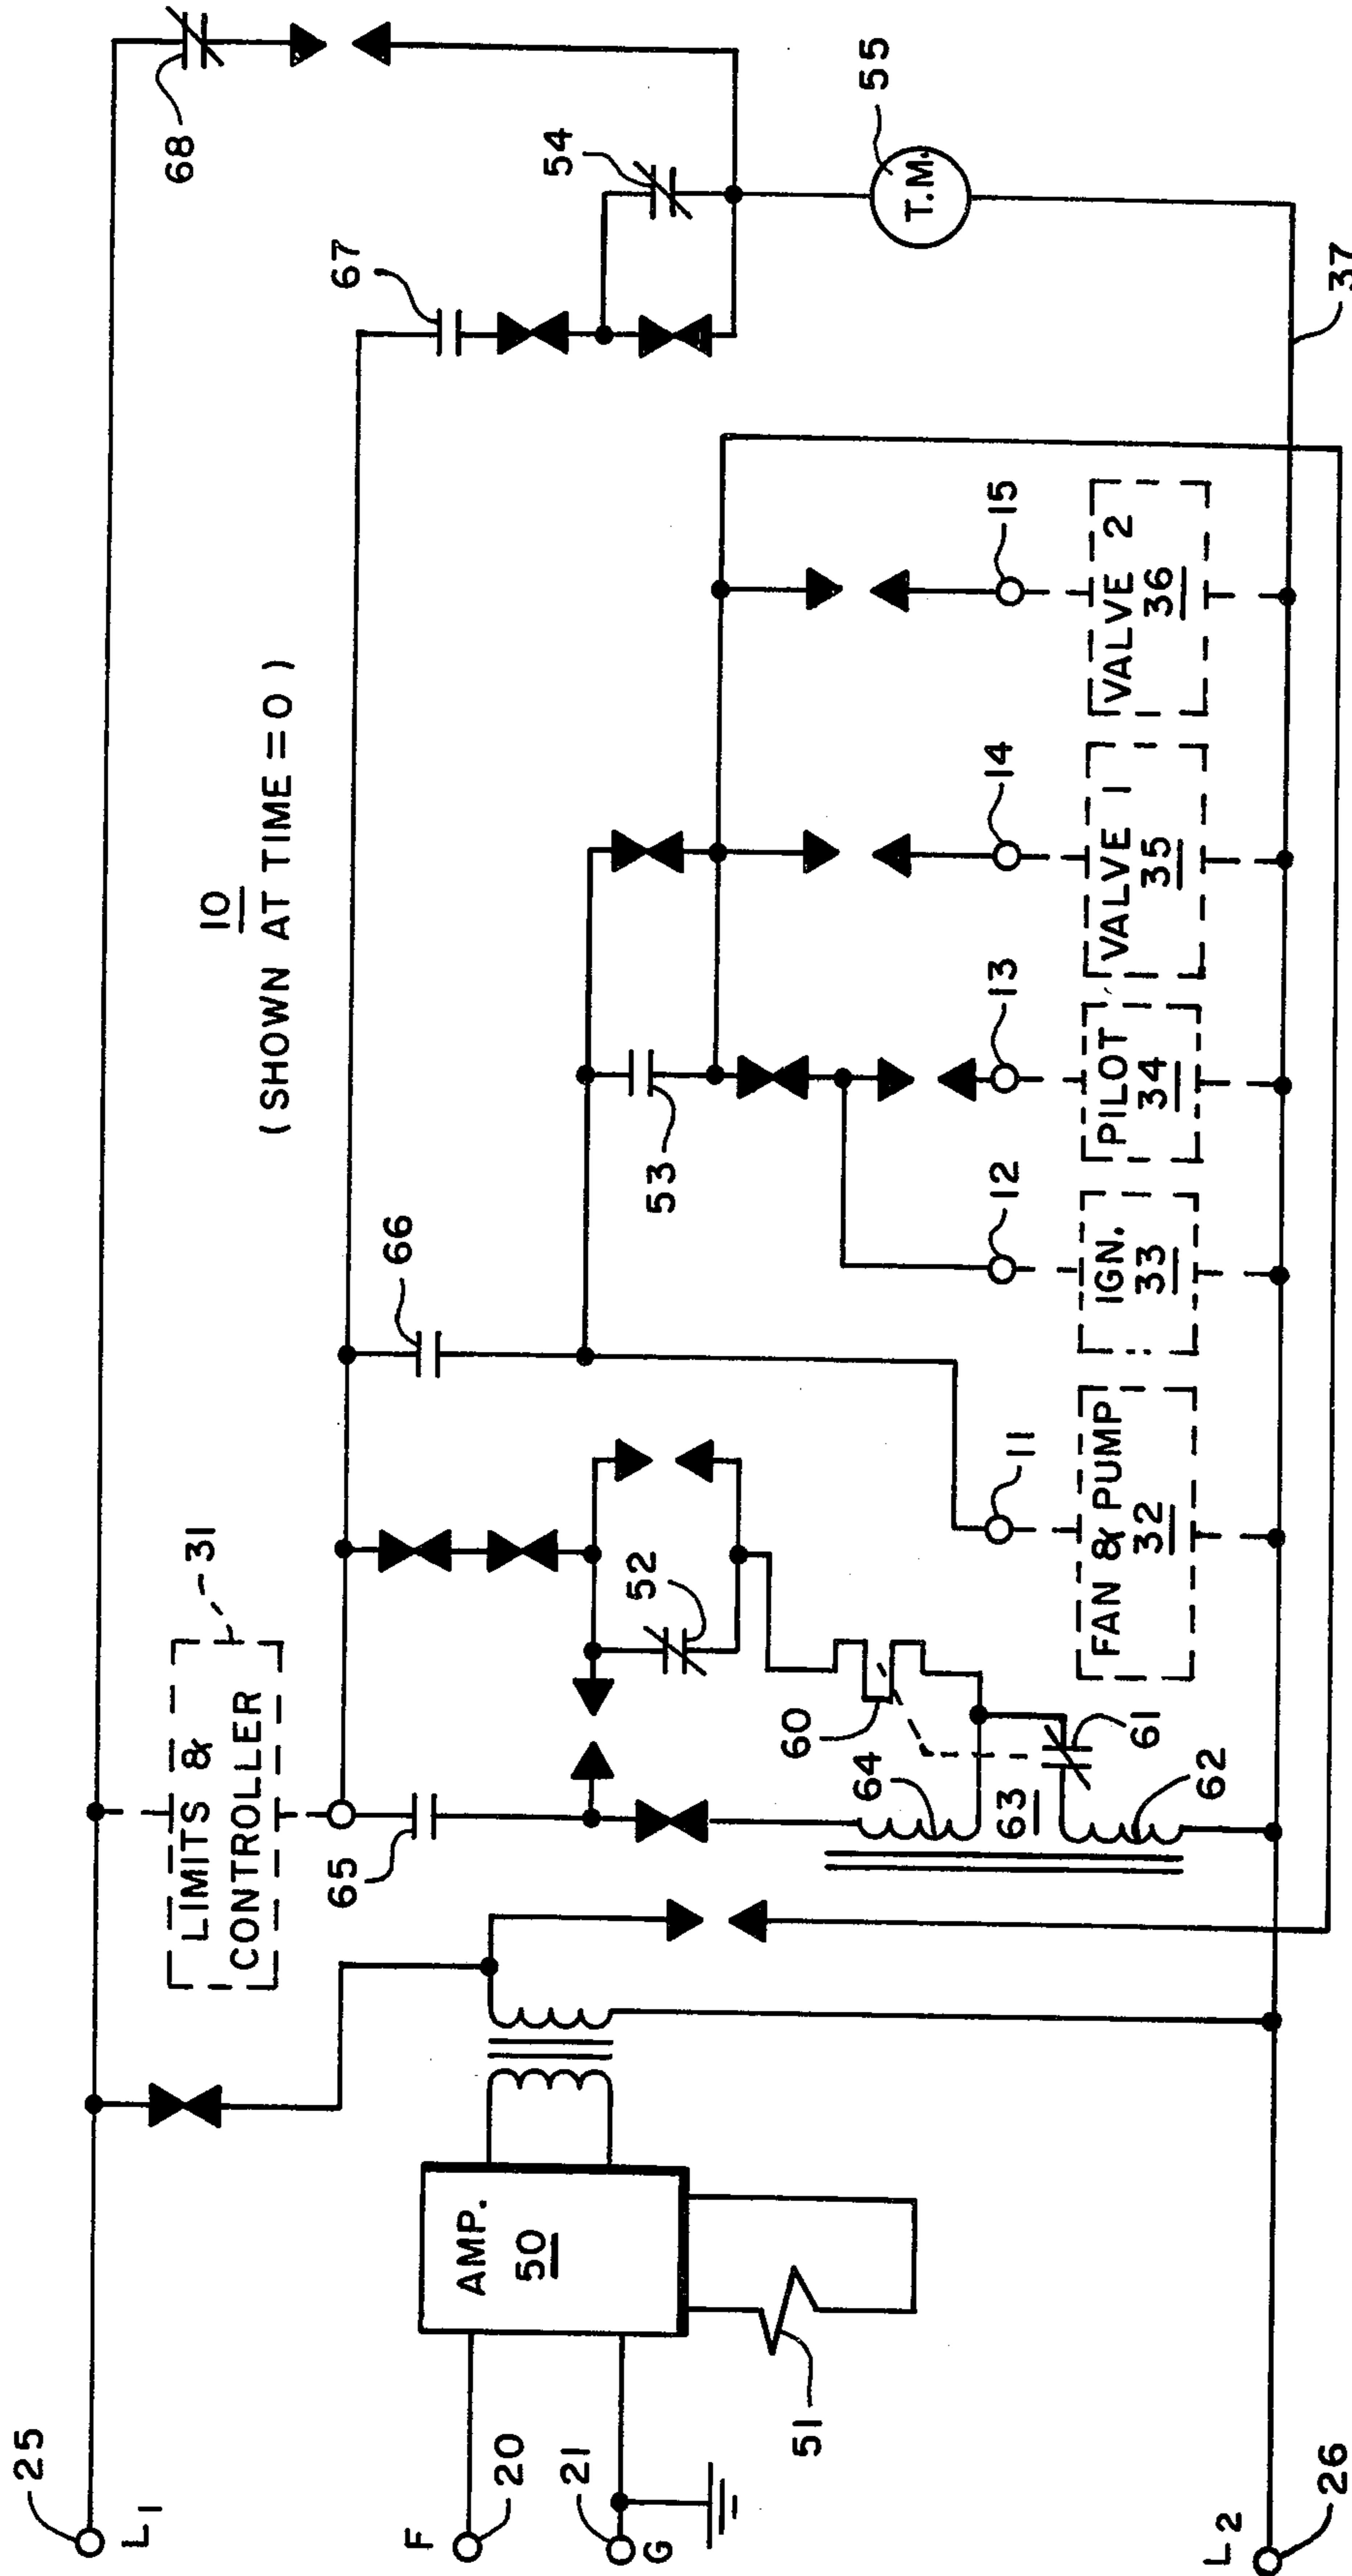 10
(SHOWN AT TIME = 0 )
25
L1
F
20
21
G
L2
26
AMP.
50
51
LIMITS &
CONTROLLER
31
65
66
67
68
52
53
54
55
T.M.
60
61
62
63
64
11
12
13
14
15
FAN & PUMP
32
IGN.
33
PILOT
34
VALVE 1
35
VALVE 2
36
37